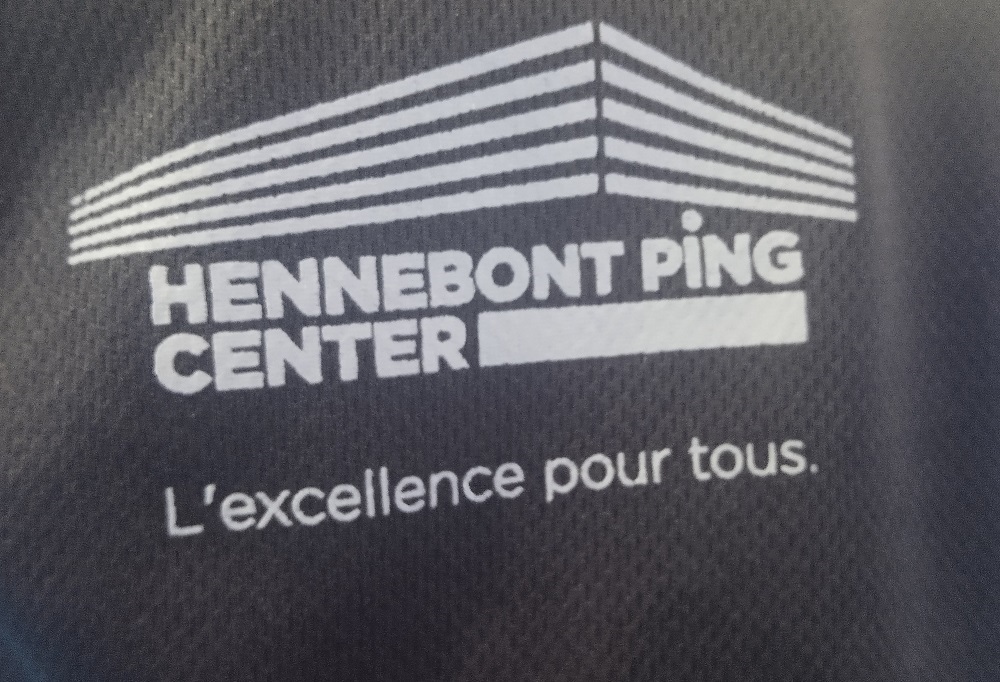 HENNEBONT PiNG
CENTER
L'excellence pour tous.